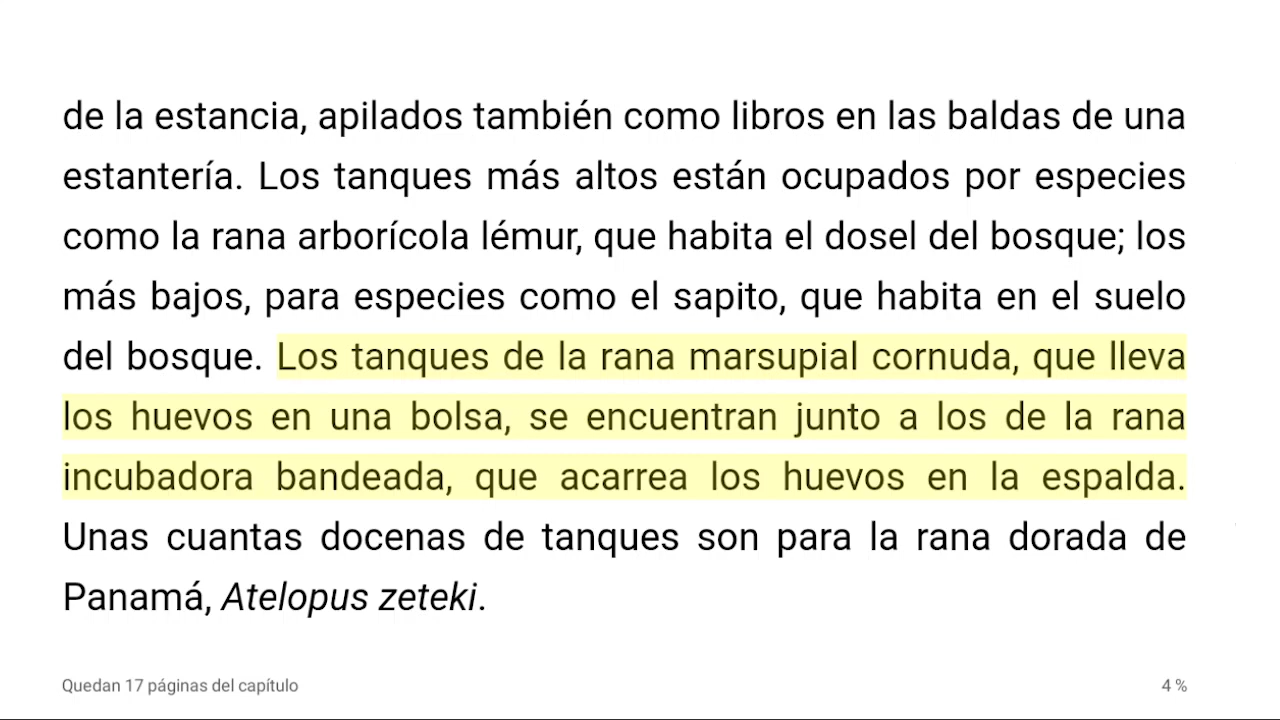 de la estancia, apilados también como libros en las baldas de una
estantería. Los tanques más altos están ocupados por especies
como la rana arborícola lémur, que habita el dosel del bosque; los
más bajos, para especies como el sapito, que habita en el suelo
del bosque. Los tanques de la rana marsupial cornuda, que lleva
los huevos en una bolsa, se encuentran junto a los de la rana
incubadora bandeada, que acarrea los huevos en la espalda.
Unas cuantas docenas de tanques son para la rana dorada de
Panamá, Atelopus zeteki.
Quedan 17 páginas del capítulo
4 %